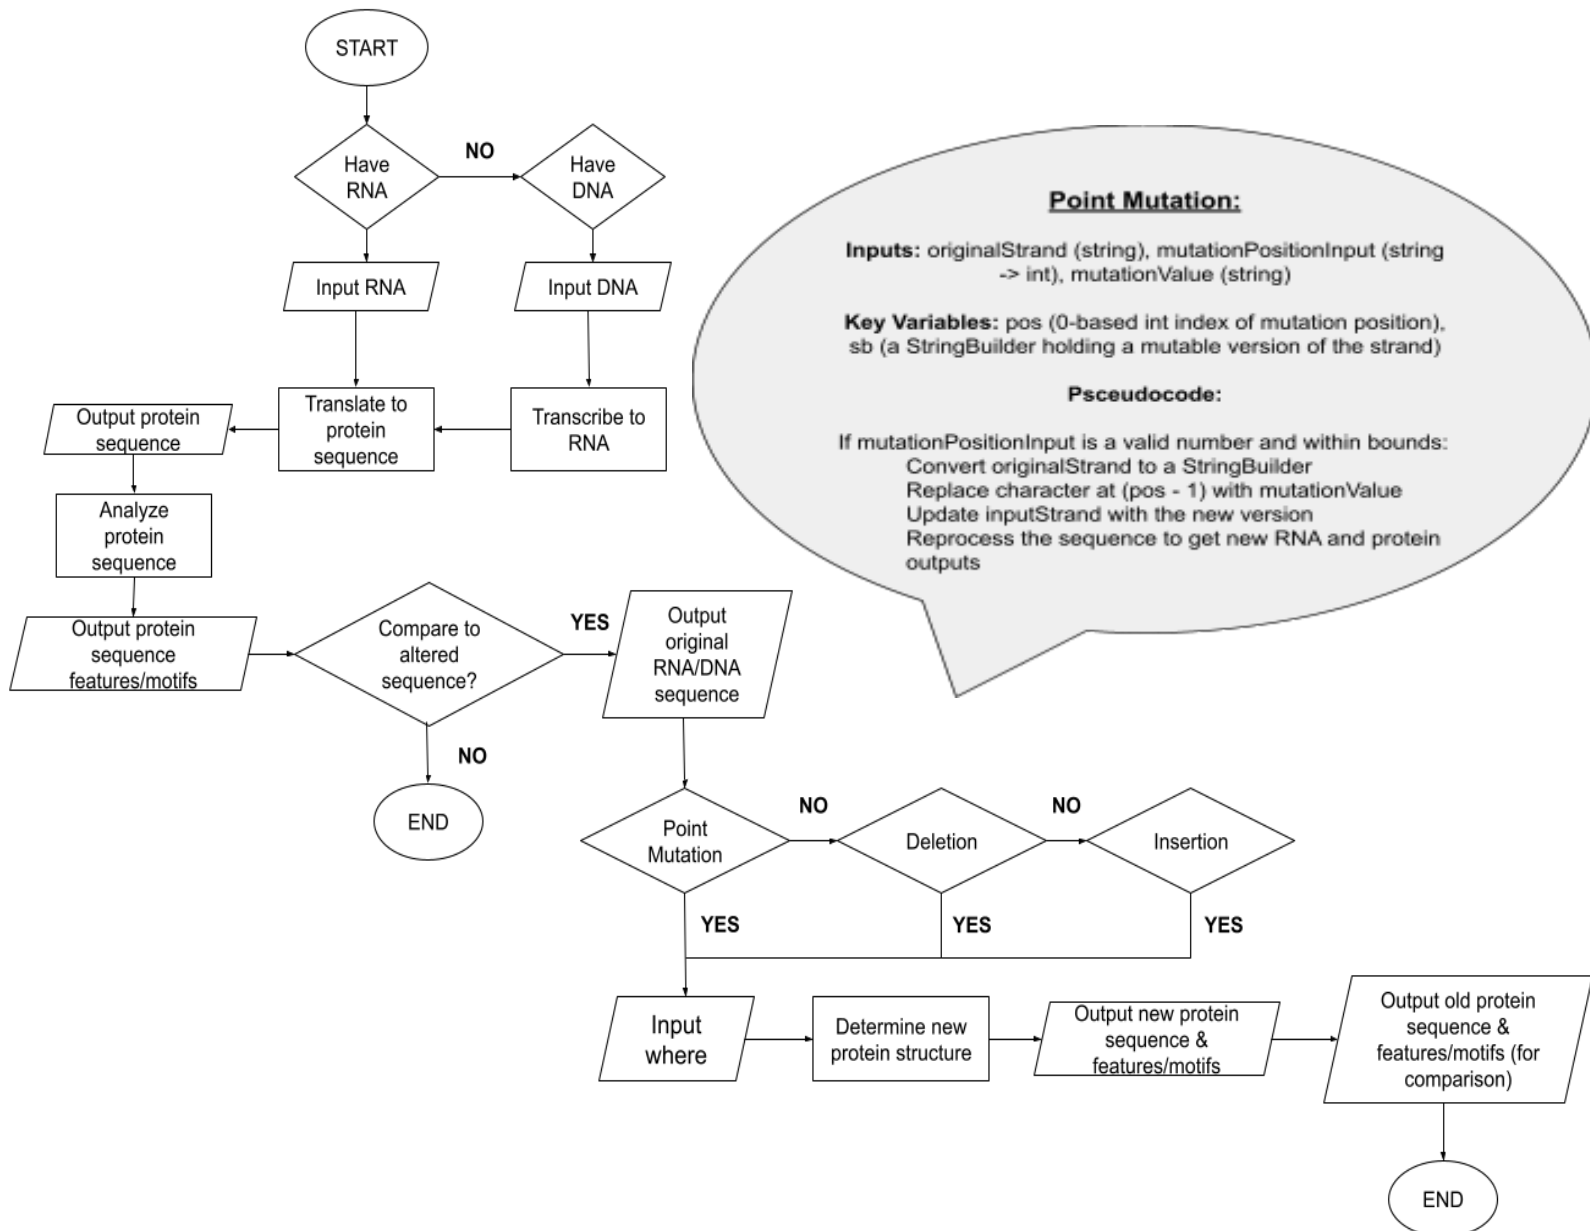 START
Have
RNA
NO
Have
DNA
Input RNA
Input DNA
Output protein
sequence
Translate to
protein
sequence
Transcribe to
RNA
Analyze
protein
sequence
Output protein
sequence
features/motifs
Compare to
altered
sequence?
YES
NO
END
Output
original
RNA/DNA
sequence
Point Mutation:
Inputs: originalStrand (string), mutationPositionInput (string
-> int), mutationValue (string)
Key Variables: pos (0-based int index of mutation position),
sb (a StringBuilder holding a mutable version of the strand)
Psceudocode:
If mutationPositionInput is a valid number and within bounds:
Convert originalStrand to a StringBuilder
Replace character at (pos - 1) with mutationValue
Update inputStrand with the new version
Reprocess the sequence to get new RNA and protein
outputs
Point
Mutation
NO
Deletion
NO
Insertion
YES
YES
YES
Input
where
Determine new
protein structure
Output new protein
sequence &
features/motifs
Output old protein
sequence &
features/motifs (for
comparison)
END